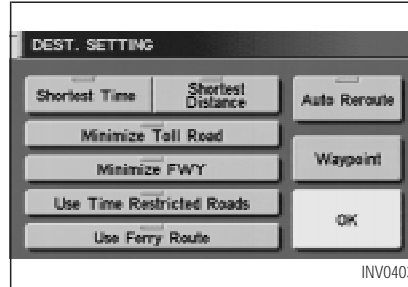 DEST. SETTING
Shortest Time
Shortest
Distance
Auto Reroute
Minimize Toll Road
Minimize FWY
Waypoint
Use Time Restricted Roads
Use Ferry Route
OK
INV0403